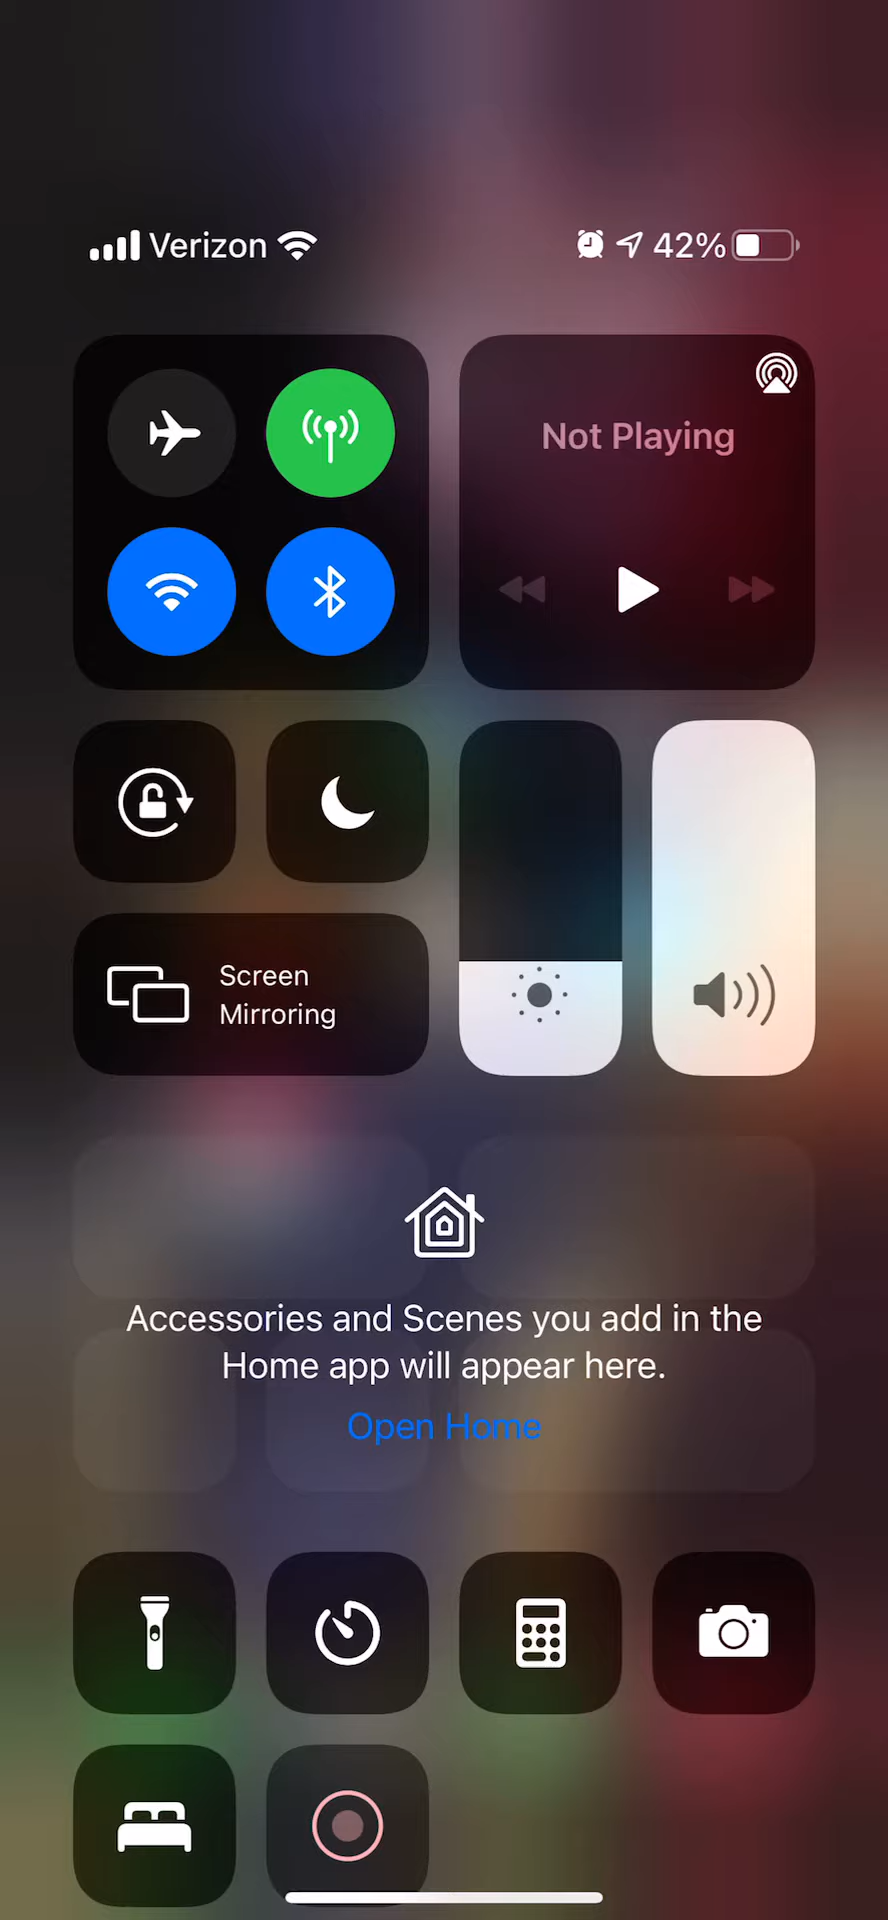 Verizon
42%
Not Playing
Screen
Mirroring
Accessories and Scenes you add in the
Home app will appear here.
Open Home